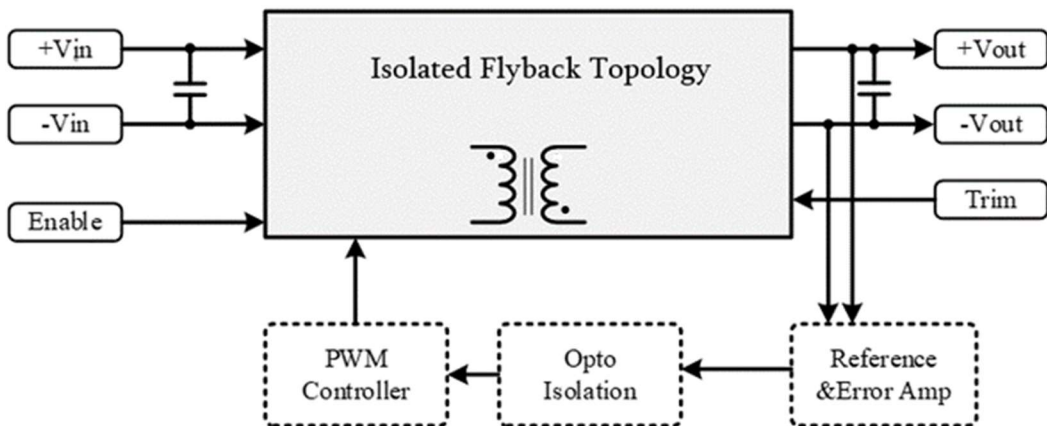 +Vin
Isolated Flyback Topology
+Vout
-Vin
-Vout
Enable
Trim
PWM
Controller
Opto
Isolation
Reference
&Error Amp